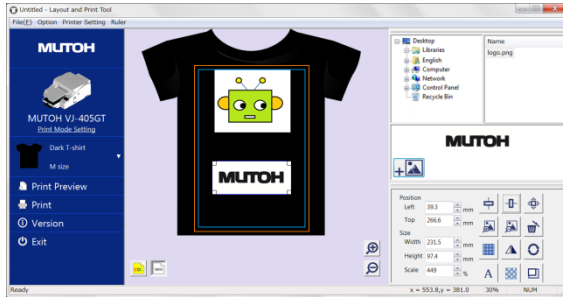 Untitled - Layout and Print Tool
File(F) Option Printer Setting Ruler
MUTOH
MUTOH VJ-405GT
Print Mode Setting
Dark T-shirt
M size
Print Preview
Print
Version
Exit
MUTOH
Desktop
Libraries
English
Computer
Network
Control Panel
Recycle Bin
Name
logo.png
MUTOH
Position
Left 39.3 mm
Top 266.6 mm
Size
Width 231.5 mm
Height 97.4 mm
Scale 449 %
A
Ready
x = 553.8,y = 381.0 30% NUM